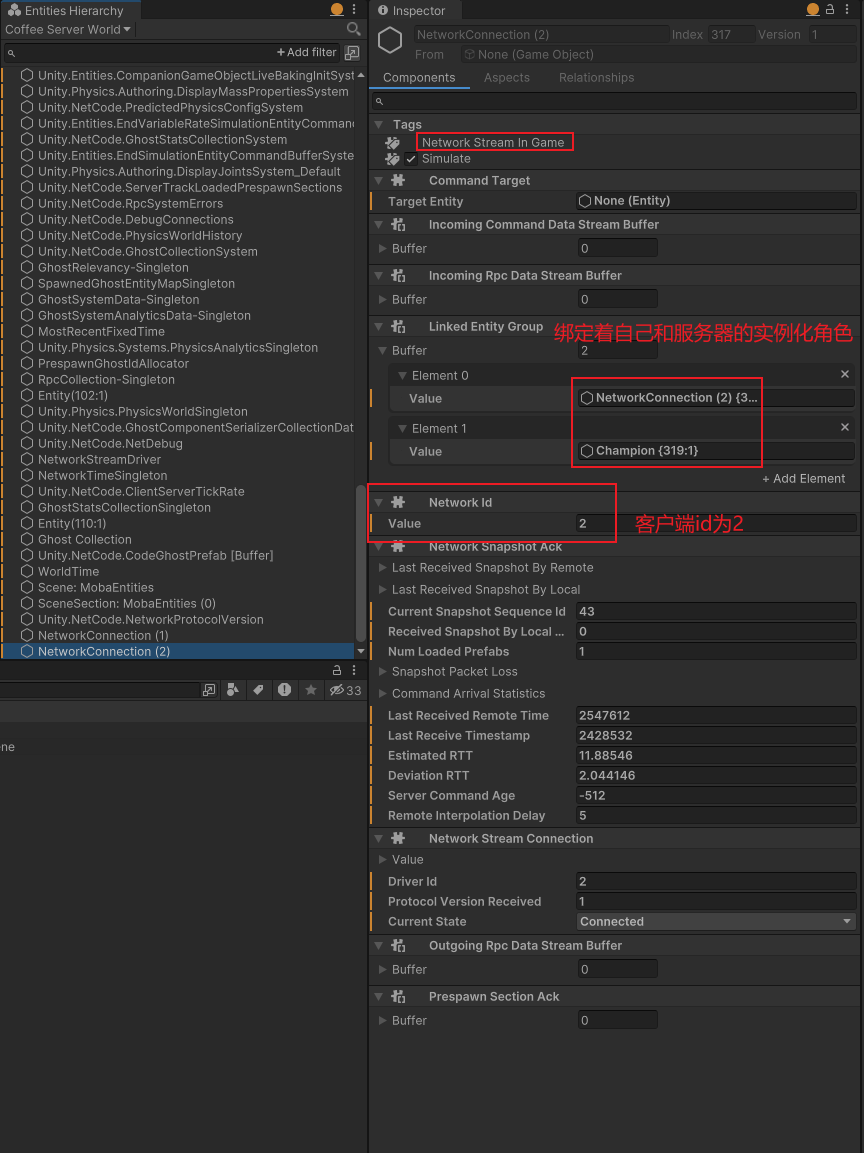 Entities Hierarchy
Coffee Server World
+ Add filter
Unity.Entities.CompanionGameObjectLiveBakingInitSyst
Unity.Physics.Authoring.DisplayMassPropertiesSystem
Unity.NetCode.PredictedPhysicsConfigSystem
Unity.Entities.EndVariableRateSimulationEntityComman
Unity.NetCode.GhostStatsCollectionSystem
Unity.Entities.EndSimulationEntityCommandBufferSyste
Unity.Physics.Authoring.DisplayJointsSystem_Default
Unity.NetCode.ServerTrackLoadedPrespawnSections
Unity.NetCode.RpcSystemErrors
Unity.NetCode.DebugConnections
Unity.NetCode.PhysicsWorldHistory
Unity.NetCode.GhostCollectionSystem
GhostRelevancy-Singleton
SpawnedGhostEntityMapSingleton
GhostSystemData-Singleton
GhostSystemAnalyticsData-Singleton
MostRecentFixedTime
Unity.Physics.Systems.PhysicsAnalyticsSingleton
PrespawnGhostIdAllocator
RpcCollection-Singleton
Entity(102:1)
Unity.Physics.PhysicsWorldSingleton
Unity.NetCode.GhostComponentSerializerCollectionDat
Unity.NetCode.NetDebug
NetworkStreamDriver
NetworkTimeSingleton
Unity.NetCode.ClientServerTickRate
GhostStatsCollectionSingleton
Entity(110:1)
Ghost Collection
Unity.NetCode.CodeGhostPrefab [Buffer]
WorldTime
Scene: MobaEntities
SceneSection: MobaEntities (0)
Unity.NetCode.NetworkProtocolVersion
NetworkConnection (1)
NetworkConnection (2)
33
ne
Inspector
NetworkConnection (2) Index 317 Version 1
From None (Game Object)
Components Aspects Relationships
Tags
Network Stream In Game
Simulate
Command Target
Target Entity None (Entity)
Incoming Command Data Stream Buffer
Buffer 0
Incoming Rpc Data Stream Buffer
Buffer 0
Linked Entity Group
绑定着自己和服务器的实例化角色
Buffer 2
Element 0
Value NetworkConnection (2) {3...
Element 1
Value Champion {319:1}
+ Add Element
Network Id
Value 2
客户端id为2
Network Snapshot Ack
Last Received Snapshot By Remote
Last Received Snapshot By Local
Current Snapshot Sequence Id 43
Received Snapshot By Local ... 0
Num Loaded Prefabs 1
Snapshot Packet Loss
Command Arrival Statistics
Last Received Remote Time 2547612
Last Receive Timestamp 2428532
Estimated RTT 11.88546
Deviation RTT 2.044146
Server Command Age -512
Remote Interpolation Delay 5
Network Stream Connection
Value
Driver Id 2
Protocol Version Received 1
Current State Connected
Outgoing Rpc Data Stream Buffer
Buffer 0
Prespawn Section Ack
Buffer 0